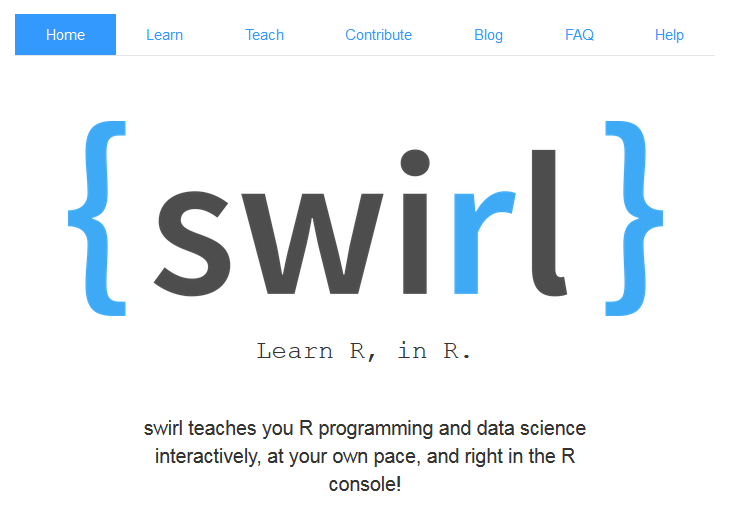 Home Learn Teach Contribute Blog FAQ Help
{swirl}
Learn R, in R.
swirl teaches you R programming and data science
interactively, at your own pace, and right in the R
console!